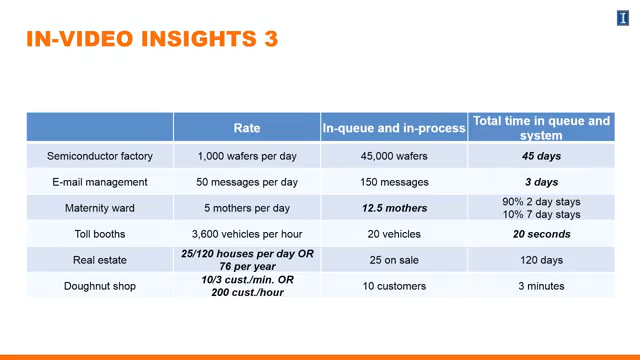 I
IN-VIDEO INSIGHTS 3
Rate In-queue and in-process Total time in queue and
system
Semiconductor factory 1,000 wafers per day 45,000 wafers 45 days
E-mail management 50 messages per day 150 messages 3 days
Maternity ward 5 mothers per day 12.5 mothers 90% 2 day stays
10% 7 day stays
Toll booths 3,600 vehicles per hour 20 vehicles 20 seconds
Real estate 25/120 houses per day OR
76 per year 25 on sale 120 days
Doughnut shop 10/3 cust./min. OR
200 cust./hour 10 customers 3 minutes